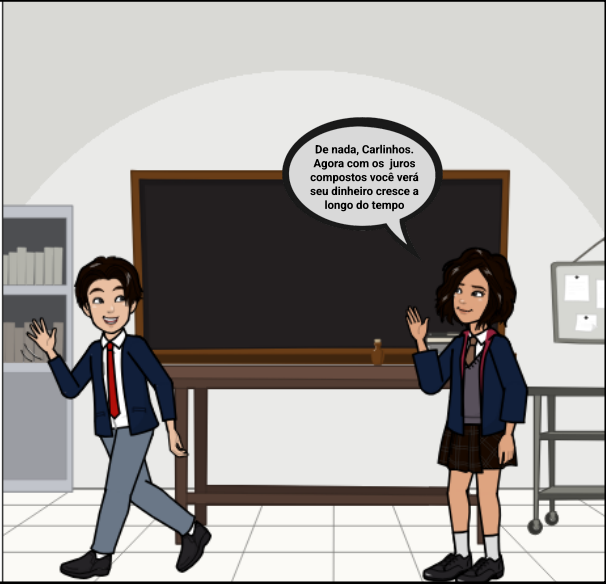 De nada, Carlinhos.
Agora com os  juros
compostos você verá
seu dinheiro cresce a
longo do tempo